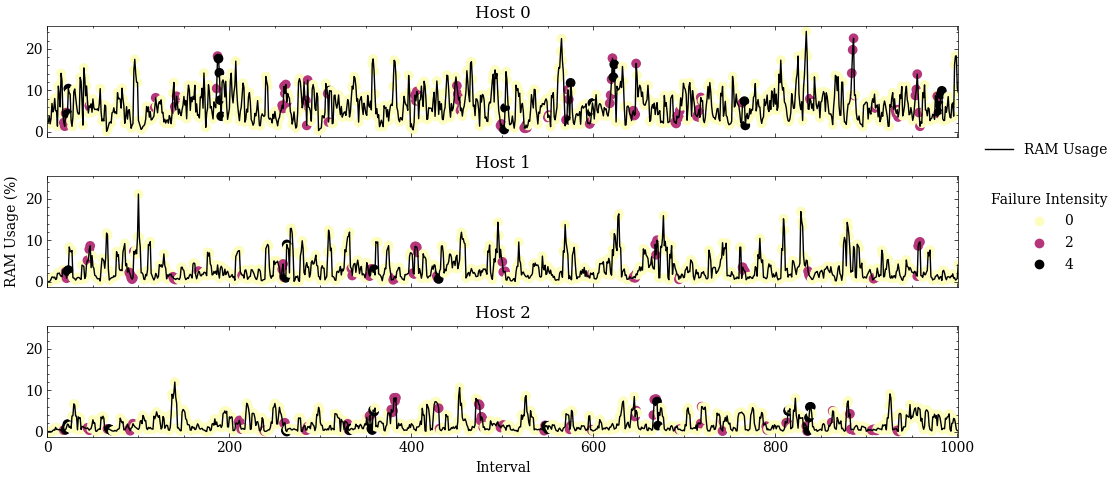 Host 0
20
10
0
Host 1
RAM Usage (%)
20
10
0
Host 2
20
10
0
0 200 400 600 800 1000
Interval
RAM Usage
Failure Intensity
0
2
4